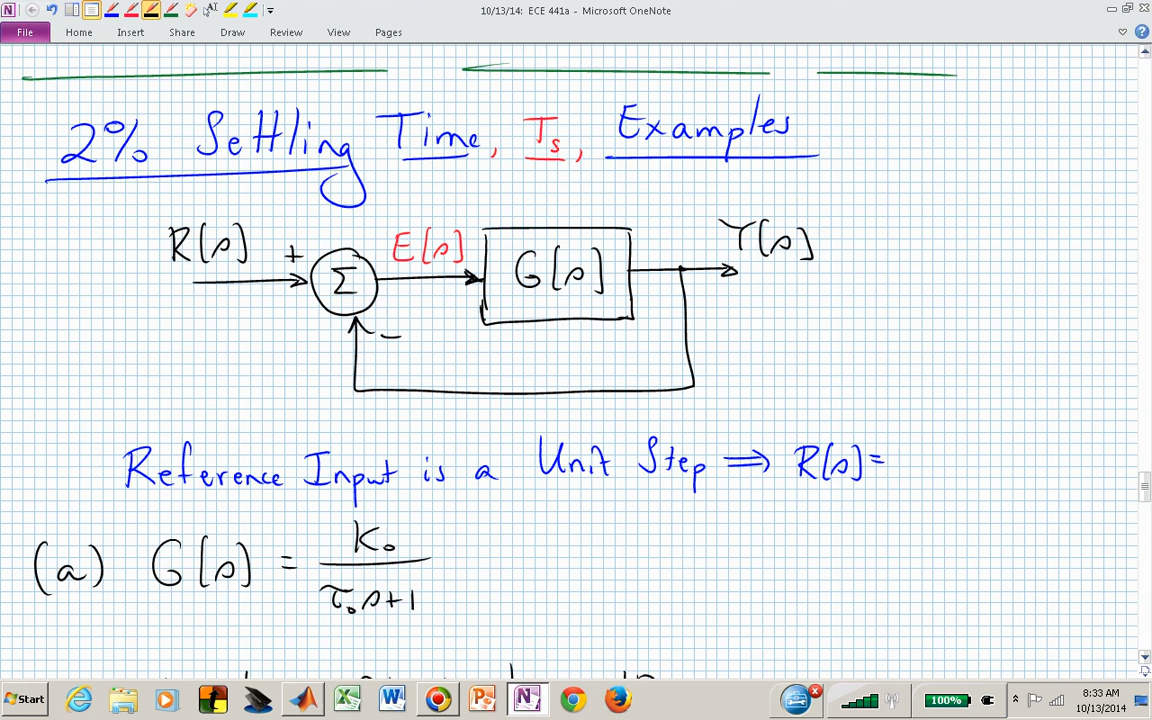 10/13/14: ECE 441a - Microsoft OneNote
File Home Insert Share Draw Review View Pages
2% Settling Time, Ts, Examples
R(s) + Σ E(s) G(s) Y(s)
−
Reference Input is a Unit Step ⟹ R(s)=
(a) G(s) = K₀
τ₀s+1
Start 100% 8:33 AM
10/13/2014